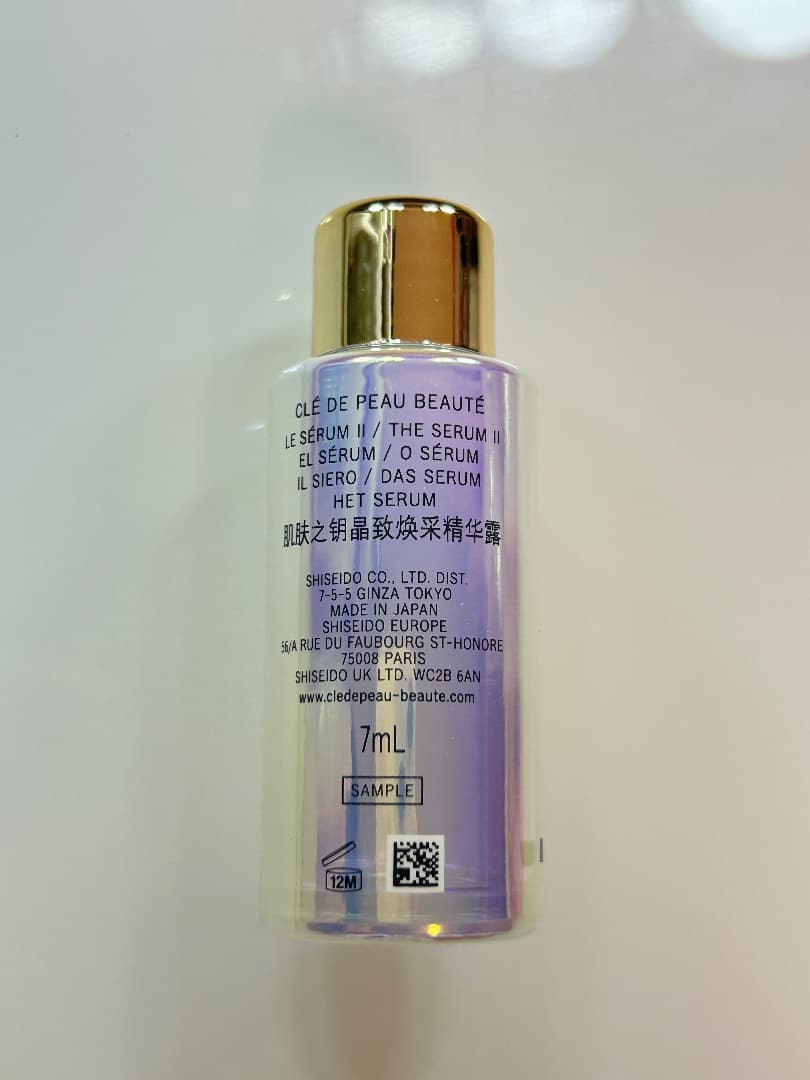 CLÉ DE PEAU BEAUTÉ
LE SÉRUM II / THE SERUM II
EL SÉRUM / O SÉRUM
IL SIERO / DAS SERUM
HET SERUM
肌肤之钥晶致焕采精华露
SHISEIDO CO., LTD. DIST.
7-5-5 GINZA TOKYO
MADE IN JAPAN
SHISEIDO EUROPE
56/A RUE DU FAUBOURG ST-HONORE
75008 PARIS
SHISEIDO UK LTD. WC2B 6AN
www.cledepeau-beaute.com
7mL
SAMPLE
12M